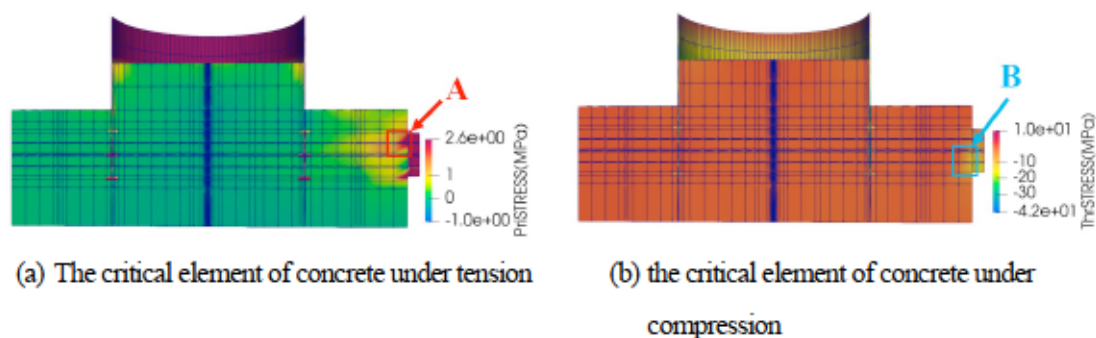 A
2.6e+00
2
1
0
-1.0e+00
PriSTRESS(MPa)
B
1.0e+01
-10
-20
-30
-4.2e+01
ThrSTRESS(MPa)
(a) The critical element of concrete under tension
(b) the critical element of concrete under
compression